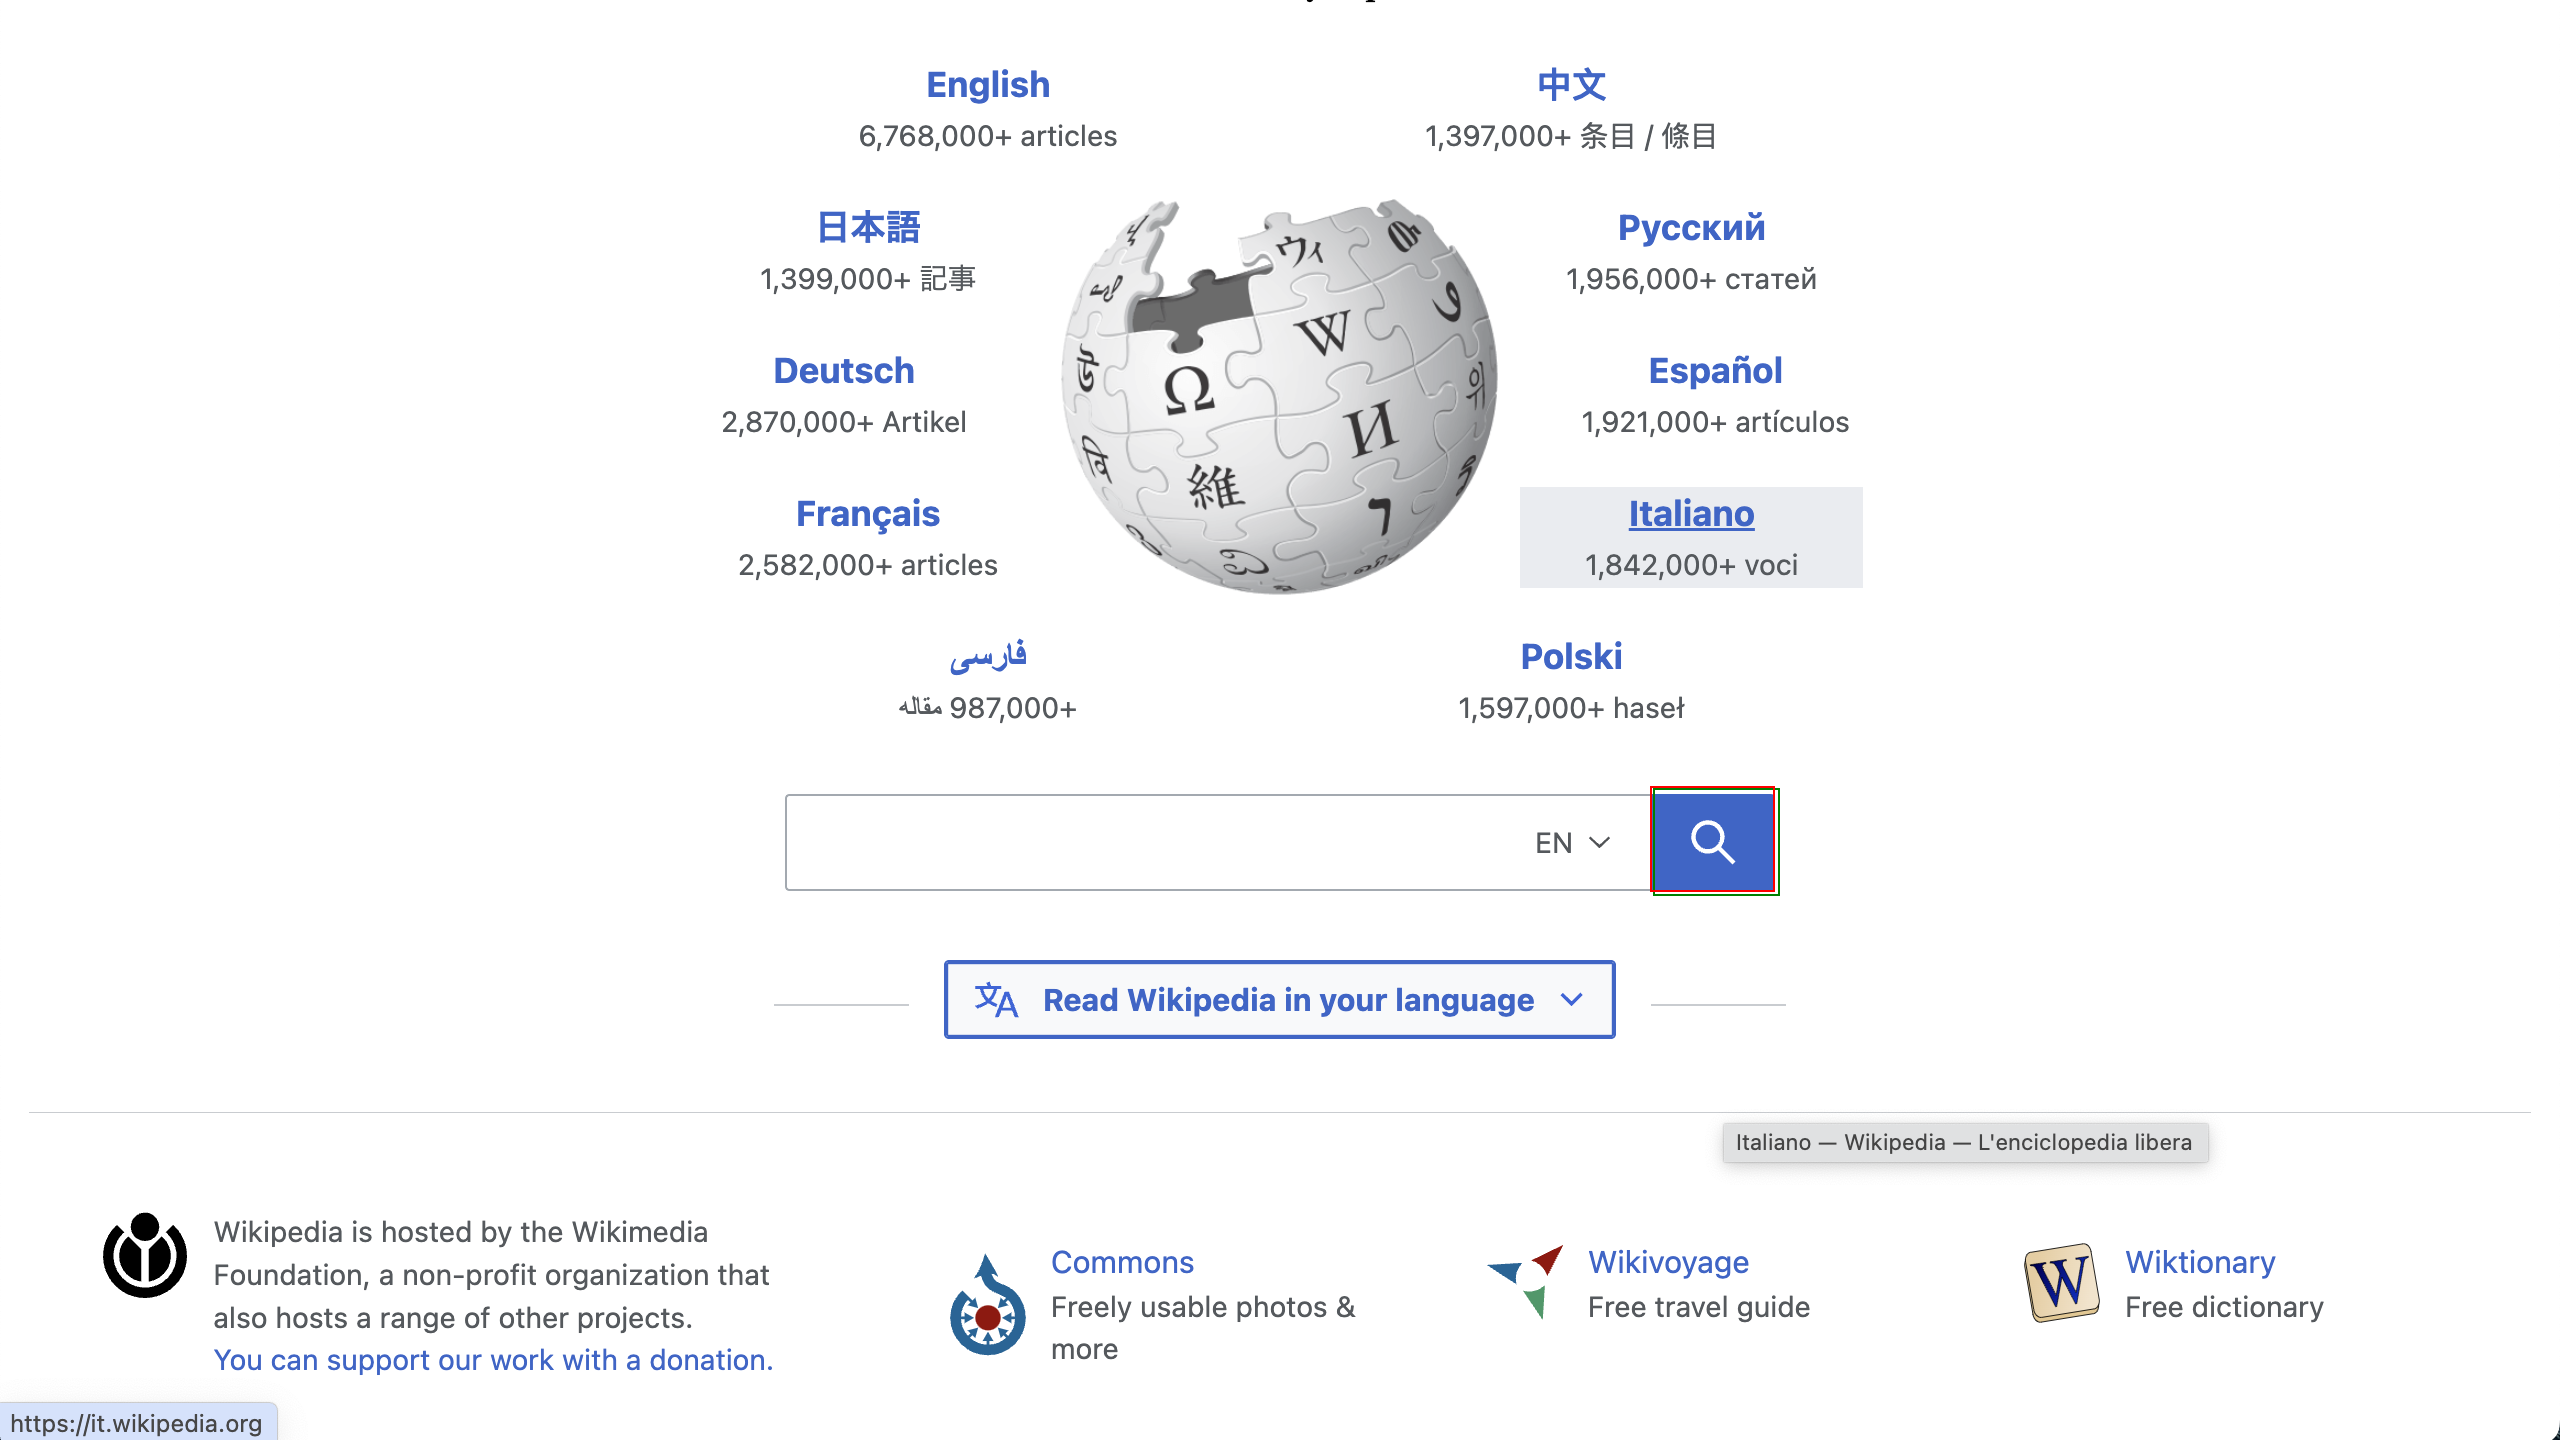 English
6,768,000+ articles
中文
1,397,000+ 条目 / 條目
日本語
1,399,000+ 記事
Русский
1,956,000+ статей
Deutsch
2,870,000+ Artikel
Español
1,921,000+ artículos
Français
2,582,000+ articles
Italiano
1,842,000+ voci
فارسی
987,000+ مقاله
Polski
1,597,000+ haseł
Ω
W
И
維
ウィ
위
EN
Read Wikipedia in your language
Italiano — Wikipedia — L'enciclopedia libera
Wikipedia is hosted by the Wikimedia
Foundation, a non-profit organization that
also hosts a range of other projects.
You can support our work with a donation.
Commons
Freely usable photos &
more
Wikivoyage
Free travel guide
W
Wiktionary
Free dictionary
https://it.wikipedia.org